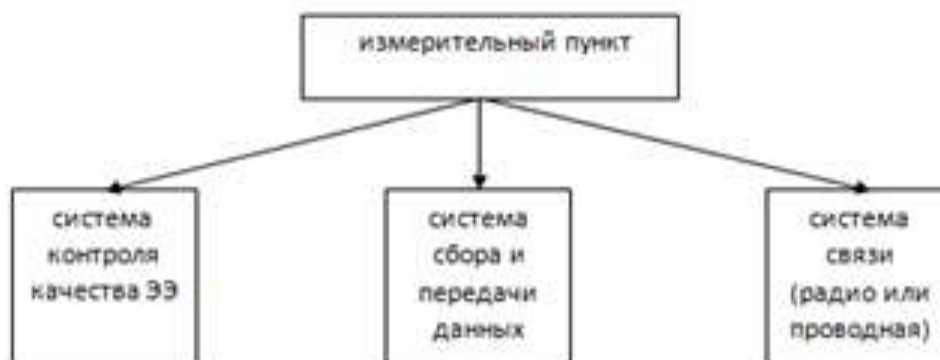 измерительный пункт
система
контроля
качества ЭЭ
система
сбора и
передачи
данных
система
связи
(радио или
проводная)